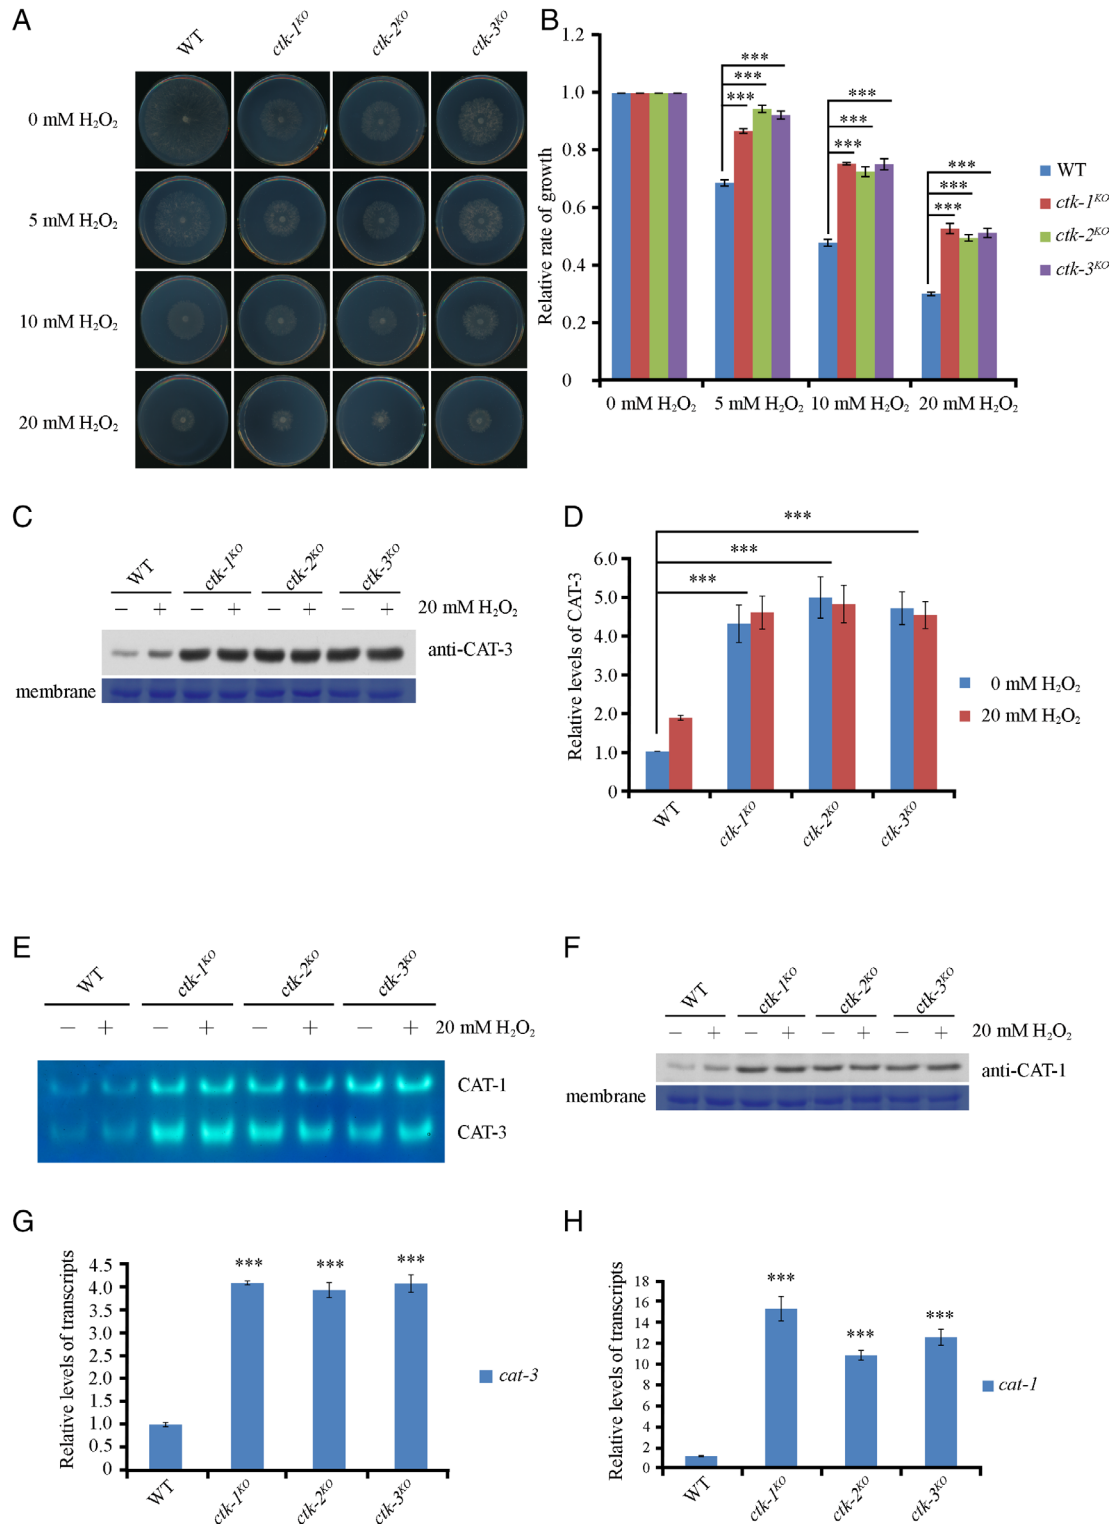 A
WT ctk-1ᴷᴼ ctk-2ᴷᴼ ctk-3ᴷᴼ
0 mM H₂O₂
5 mM H₂O₂
10 mM H₂O₂
20 mM H₂O₂
B
Relative rate of growth
1.2
1.0
0.8
0.6
0.4
0.2
0
*** *** ***
*** *** ***
*** *** ***
0 mM H₂O₂ 5 mM H₂O₂ 10 mM H₂O₂ 20 mM H₂O₂
WT
ctk-1ᴷᴼ
ctk-2ᴷᴼ
ctk-3ᴷᴼ
C
WT ctk-1ᴷᴼ ctk-2ᴷᴼ ctk-3ᴷᴼ
− + − + − + − + 20 mM H₂O₂
anti-CAT-3
membrane
D
Relative levels of CAT-3
6.0
5.0
4.0
3.0
2.0
1.0
0
***
***
***
WT ctk-1ᴷᴼ ctk-2ᴷᴼ ctk-3ᴷᴼ
0 mM H₂O₂
20 mM H₂O₂
E
WT ctk-1ᴷᴼ ctk-2ᴷᴼ ctk-3ᴷᴼ
− + − + − + − + 20 mM H₂O₂
CAT-1
CAT-3
F
WT ctk-1ᴷᴼ ctk-2ᴷᴼ ctk-3ᴷᴼ
− + − + − + − + 20 mM H₂O₂
anti-CAT-1
membrane
G
Relative levels of transcripts
4.5
4.0
3.5
3.0
2.5
2.0
1.0
0.5
0
*** *** ***
WT ctk-1ᴷᴼ ctk-2ᴷᴼ ctk-3ᴷᴼ
cat-3
H
Relative levels of transcripts
18
16
14
12
10
8
6
4
2
0
*** *** ***
WT ctk-1ᴷᴼ ctk-2ᴷᴼ ctk-3ᴷᴼ
cat-1